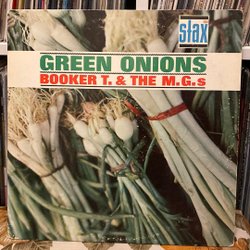 stax
GREEN ONIONS
BOOKER T. & THE M.G.s